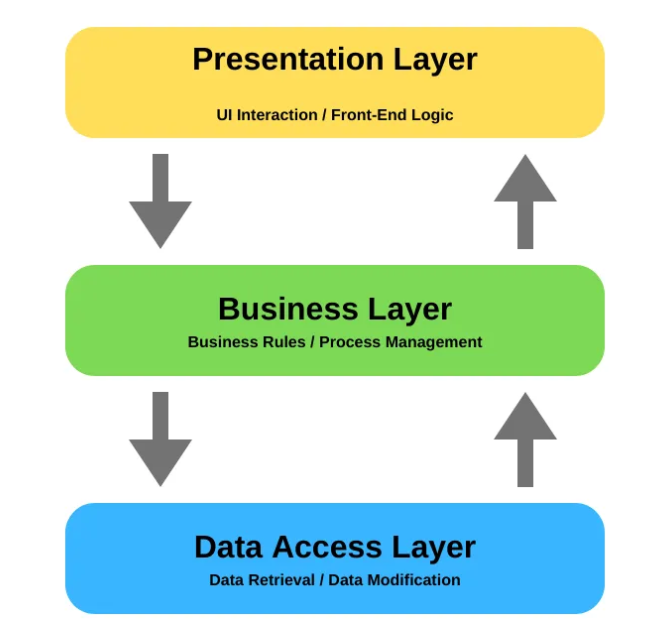 Presentation Layer
UI Interaction / Front-End Logic
Business Layer
Business Rules / Process Management
Data Access Layer
Data Retrieval / Data Modification